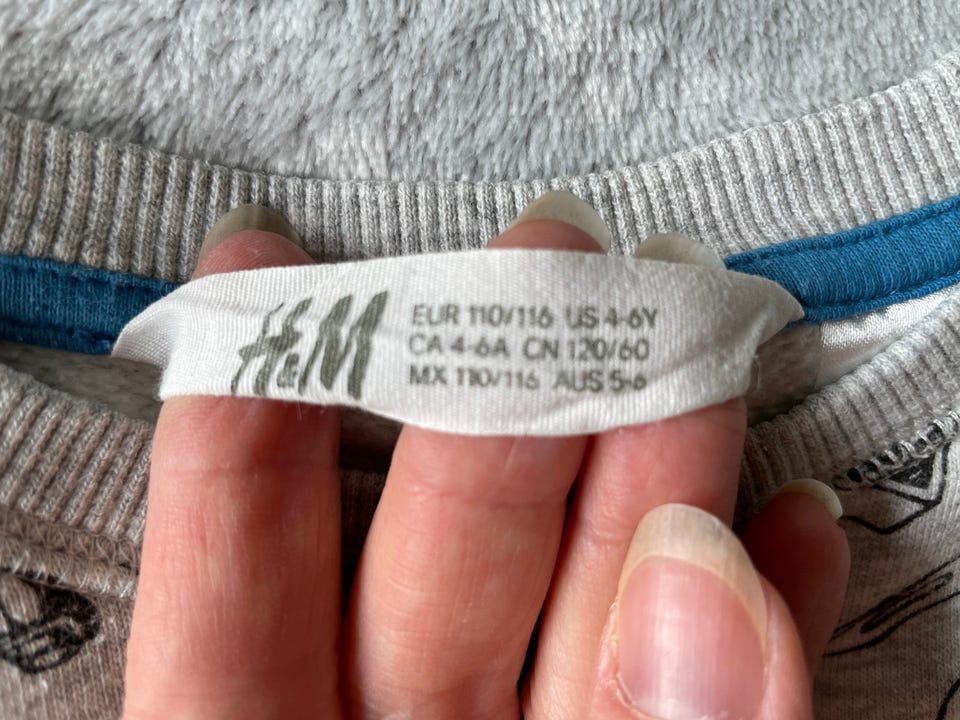 H&M
EUR 110/116 US 4-6Y
CA 4-6A CN 120/60
MX 110/116 AUS 5-6